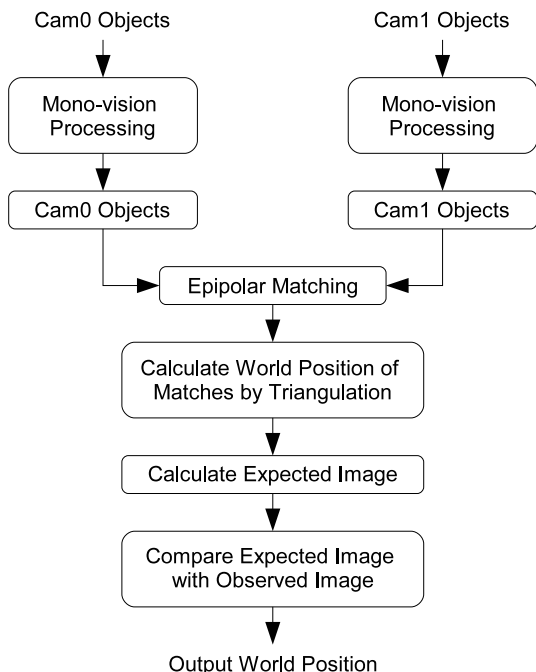 Cam0 Objects
Cam1 Objects
Mono-vision
Processing
Mono-vision
Processing
Cam0 Objects
Cam1 Objects
Epipolar Matching
Calculate World Position of
Matches by Triangulation
Calculate Expected Image
Compare Expected Image
with Observed Image
Output World Position